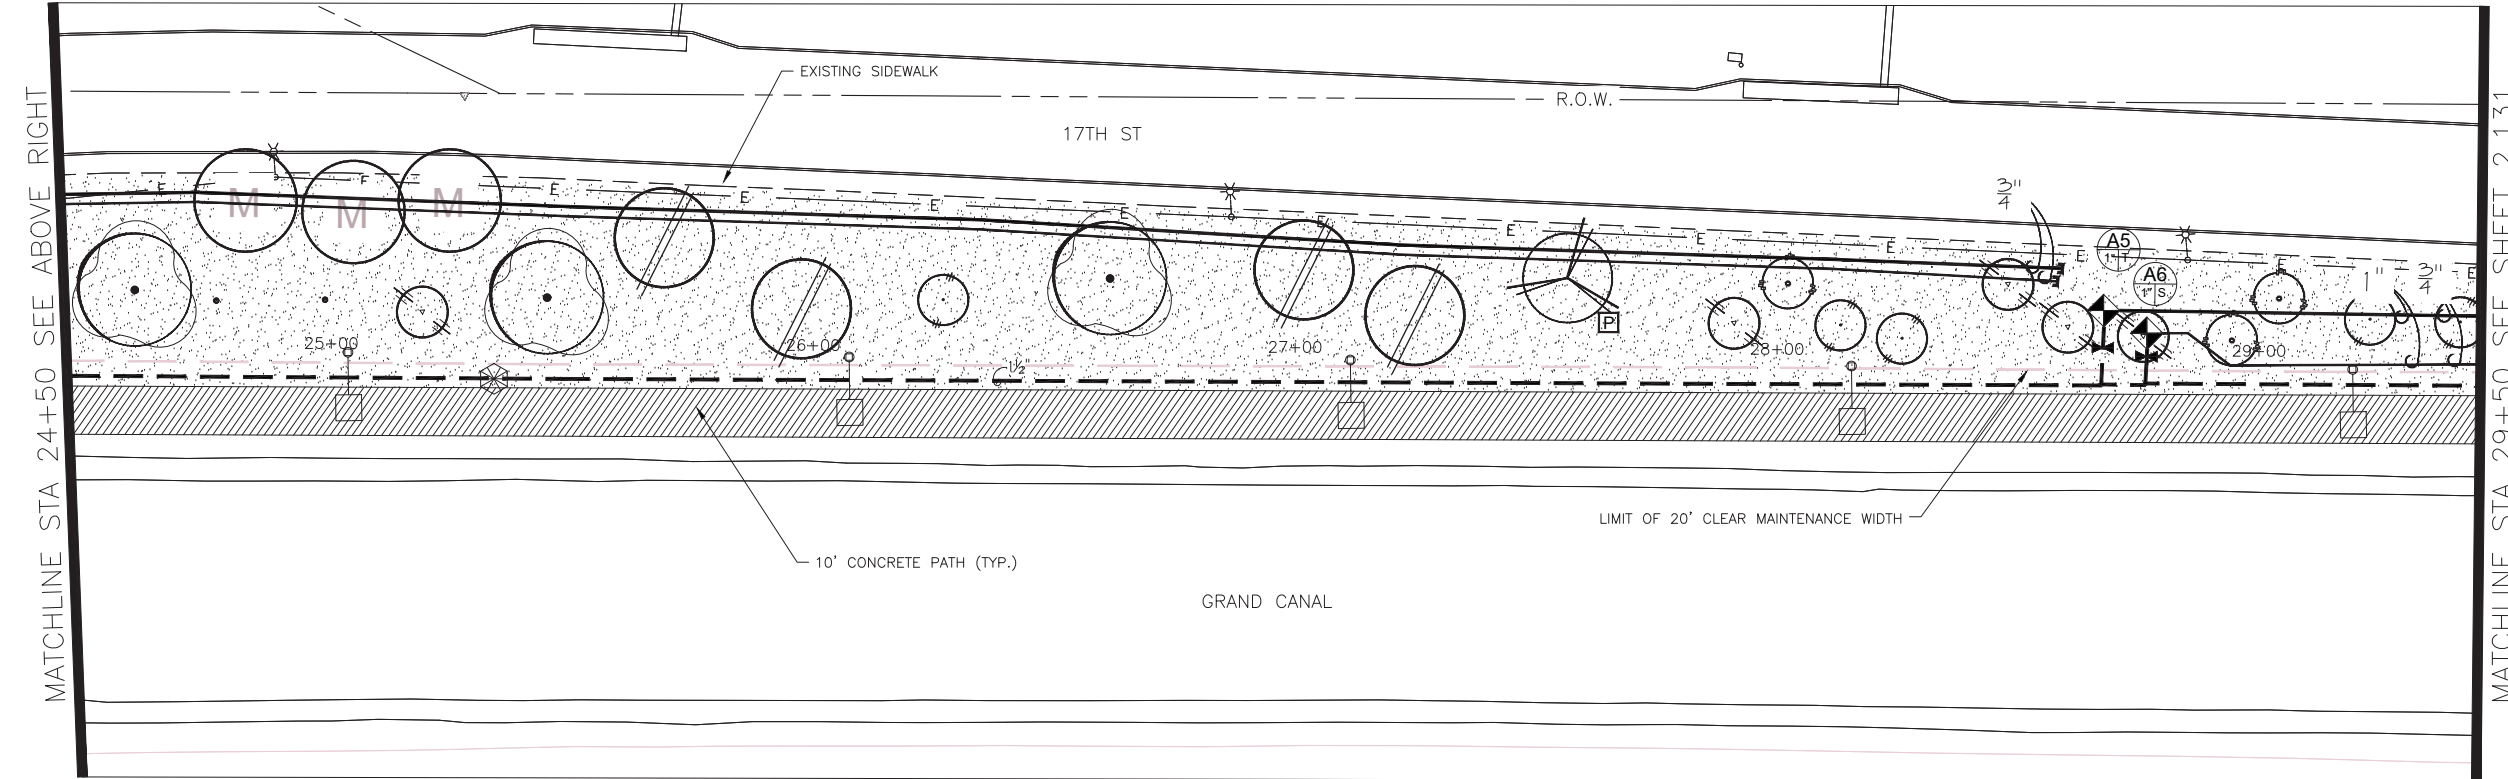 EXISTING SIDEWALK
R.O.W.
17TH ST
MATCHLINE STA 24+50 SEE ABOVE RIGHT
MATCHLINE STA 29+50 SEE SHEET 2.131
E
M
M
M
E
E
E
E
E
E
E
E
E
E
E
3/4"
A5
1" T
A6
1" S
1"
3/4"
E
P
25+00
26+00
27+00
28+00
29+00
1½"
LIMIT OF 20' CLEAR MAINTENANCE WIDTH
10' CONCRETE PATH (TYP.)
GRAND CANAL